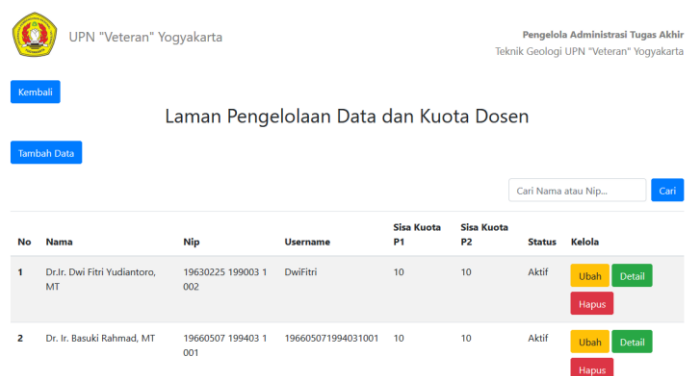 UPN "Veteran" Yogyakarta
Pengelola Administrasi Tugas Akhir
Teknik Geologi UPN "Veteran" Yogyakarta
Kembali
Laman Pengelolaan Data dan Kuota Dosen
Tambah Data
Cari Nama atau Nip... Cari
No Nama Nip Username Sisa Kuota P1 Sisa Kuota P2 Status Kelola
1 Dr.Ir. Dwi Fitri Yudiantoro, MT 19630225 199003 1 002 DwiFitri 10 10 Aktif Ubah Detail
Hapus
2 Dr. Ir. Basuki Rahmad, MT 19660507 199403 1 001 196605071994031001 10 10 Aktif Ubah Detail
Hapus